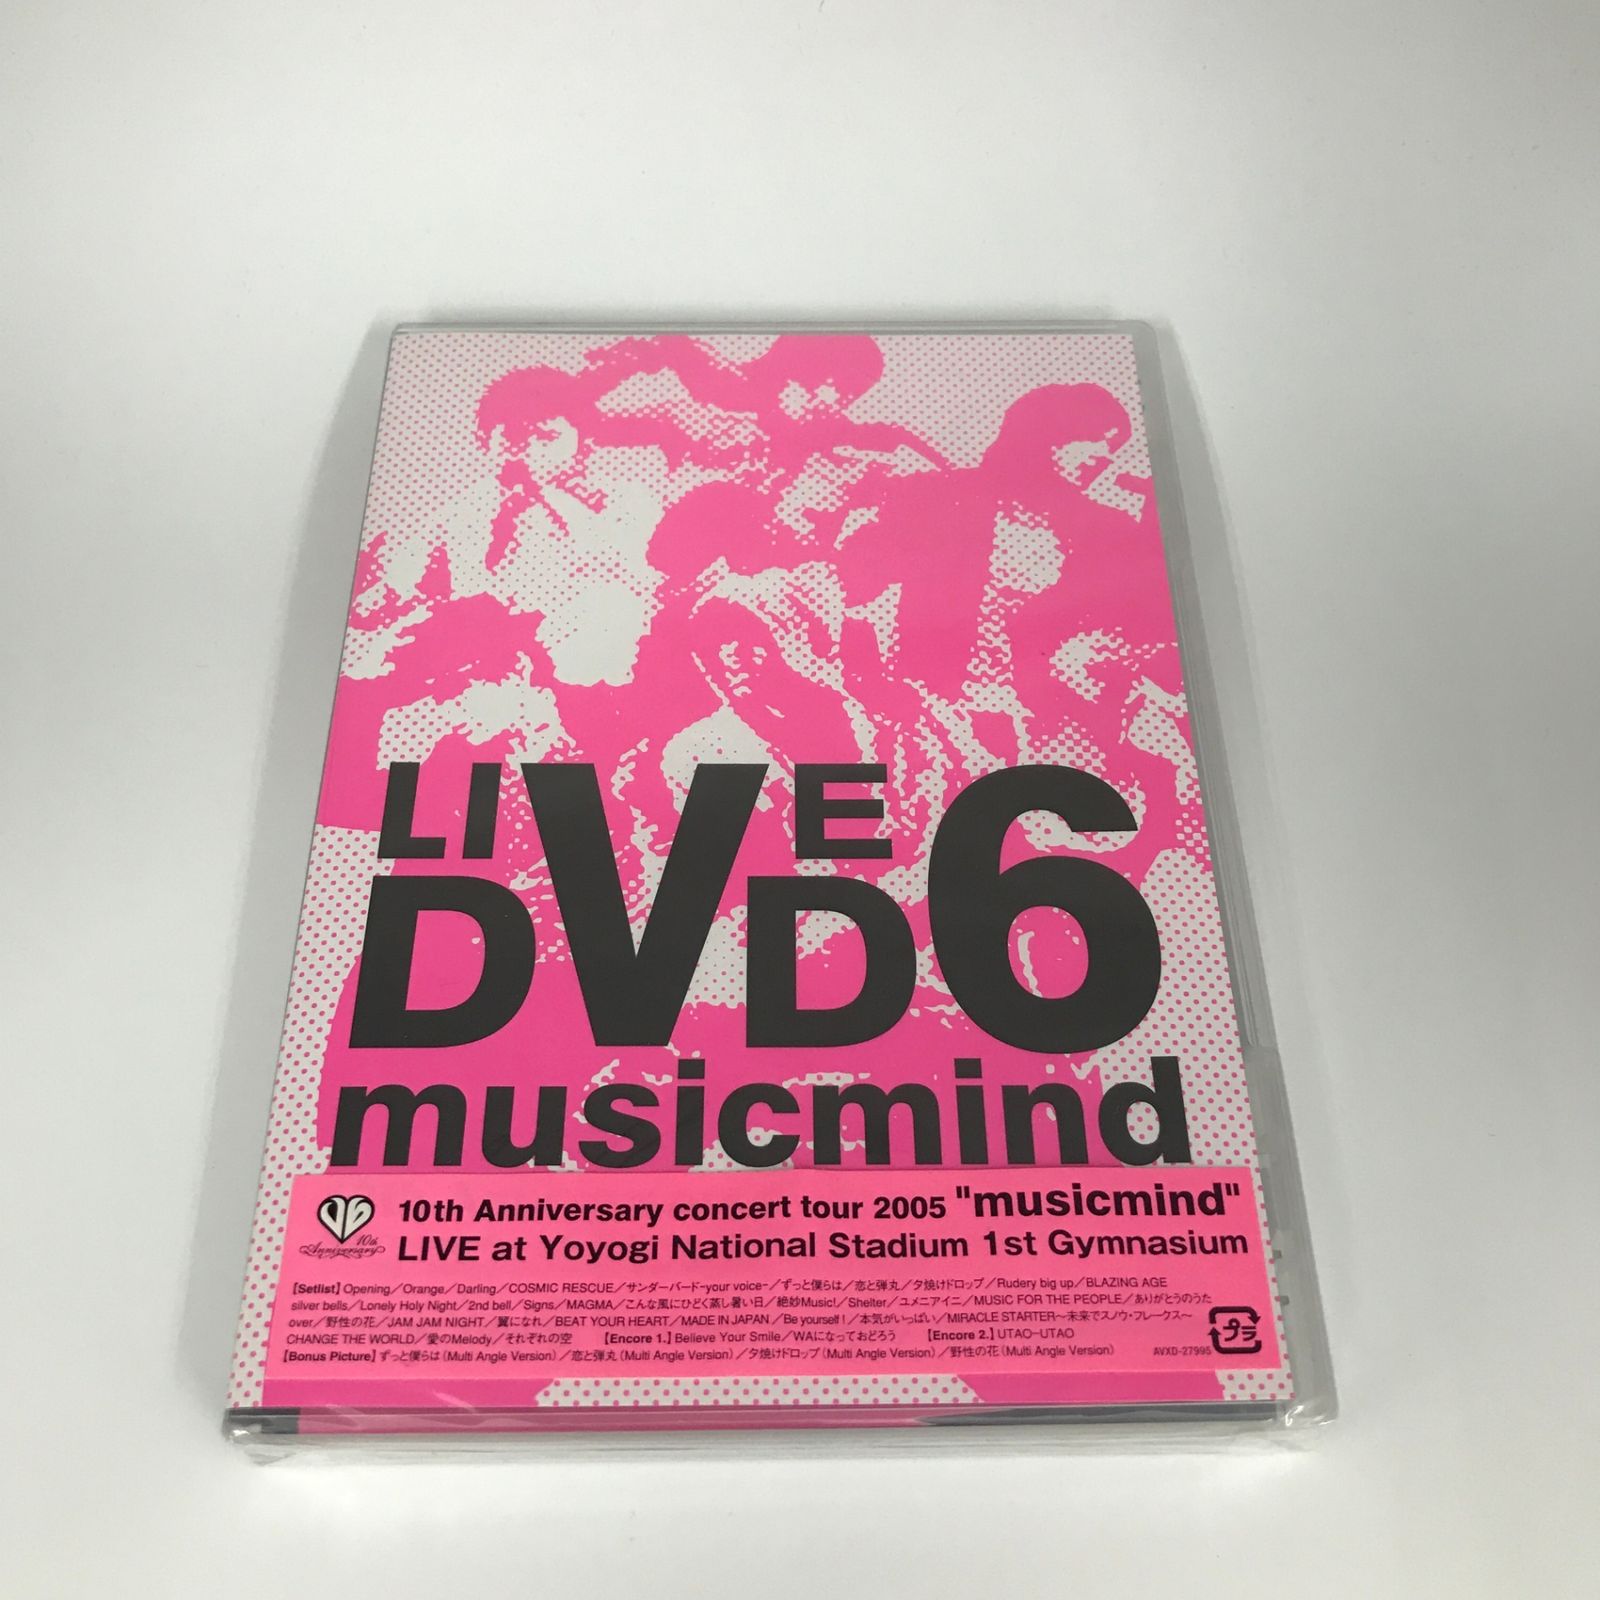 LIVE
DVD6
musicmind
10th Anniversary
10th Anniversary concert tour 2005 "musicmind"
LIVE at Yoyogi National Stadium 1st Gymnasium
【Setlist】Opening／Orange／Darling／COSMIC RESCUE／サンダーバード-your voice-／ずっと僕らは／恋と弾丸／夕焼けドロップ／Rudery big up／BLAZING AGE
silver bells／Lonely Holy Night／2nd bell／Signs／MAGMA／こんな風にひどく蒸し暑い日／絶妙Music!／Shelter／ユメニアイニ／MUSIC FOR THE PEOPLE／ありがとうのうた
over／野性の花／JAM JAM NIGHT／翼になれ／BEAT YOUR HEART／MADE IN JAPAN／Be yourself！／本気がいっぱい／MIRACLE STARTER～未来でスノウ・フレークス～
CHANGE THE WORLD／愛のMelody／それぞれの空 【Encore 1.】Believe Your Smile／WAになっておどろう 【Encore 2.】UTAO-UTAO
【Bonus Picture】ずっと僕らは（Multi Angle Version）／恋と弾丸（Multi Angle Version）／夕焼けドロップ（Multi Angle Version）／野性の花（Multi Angle Version）
AVXD-27995
プラ